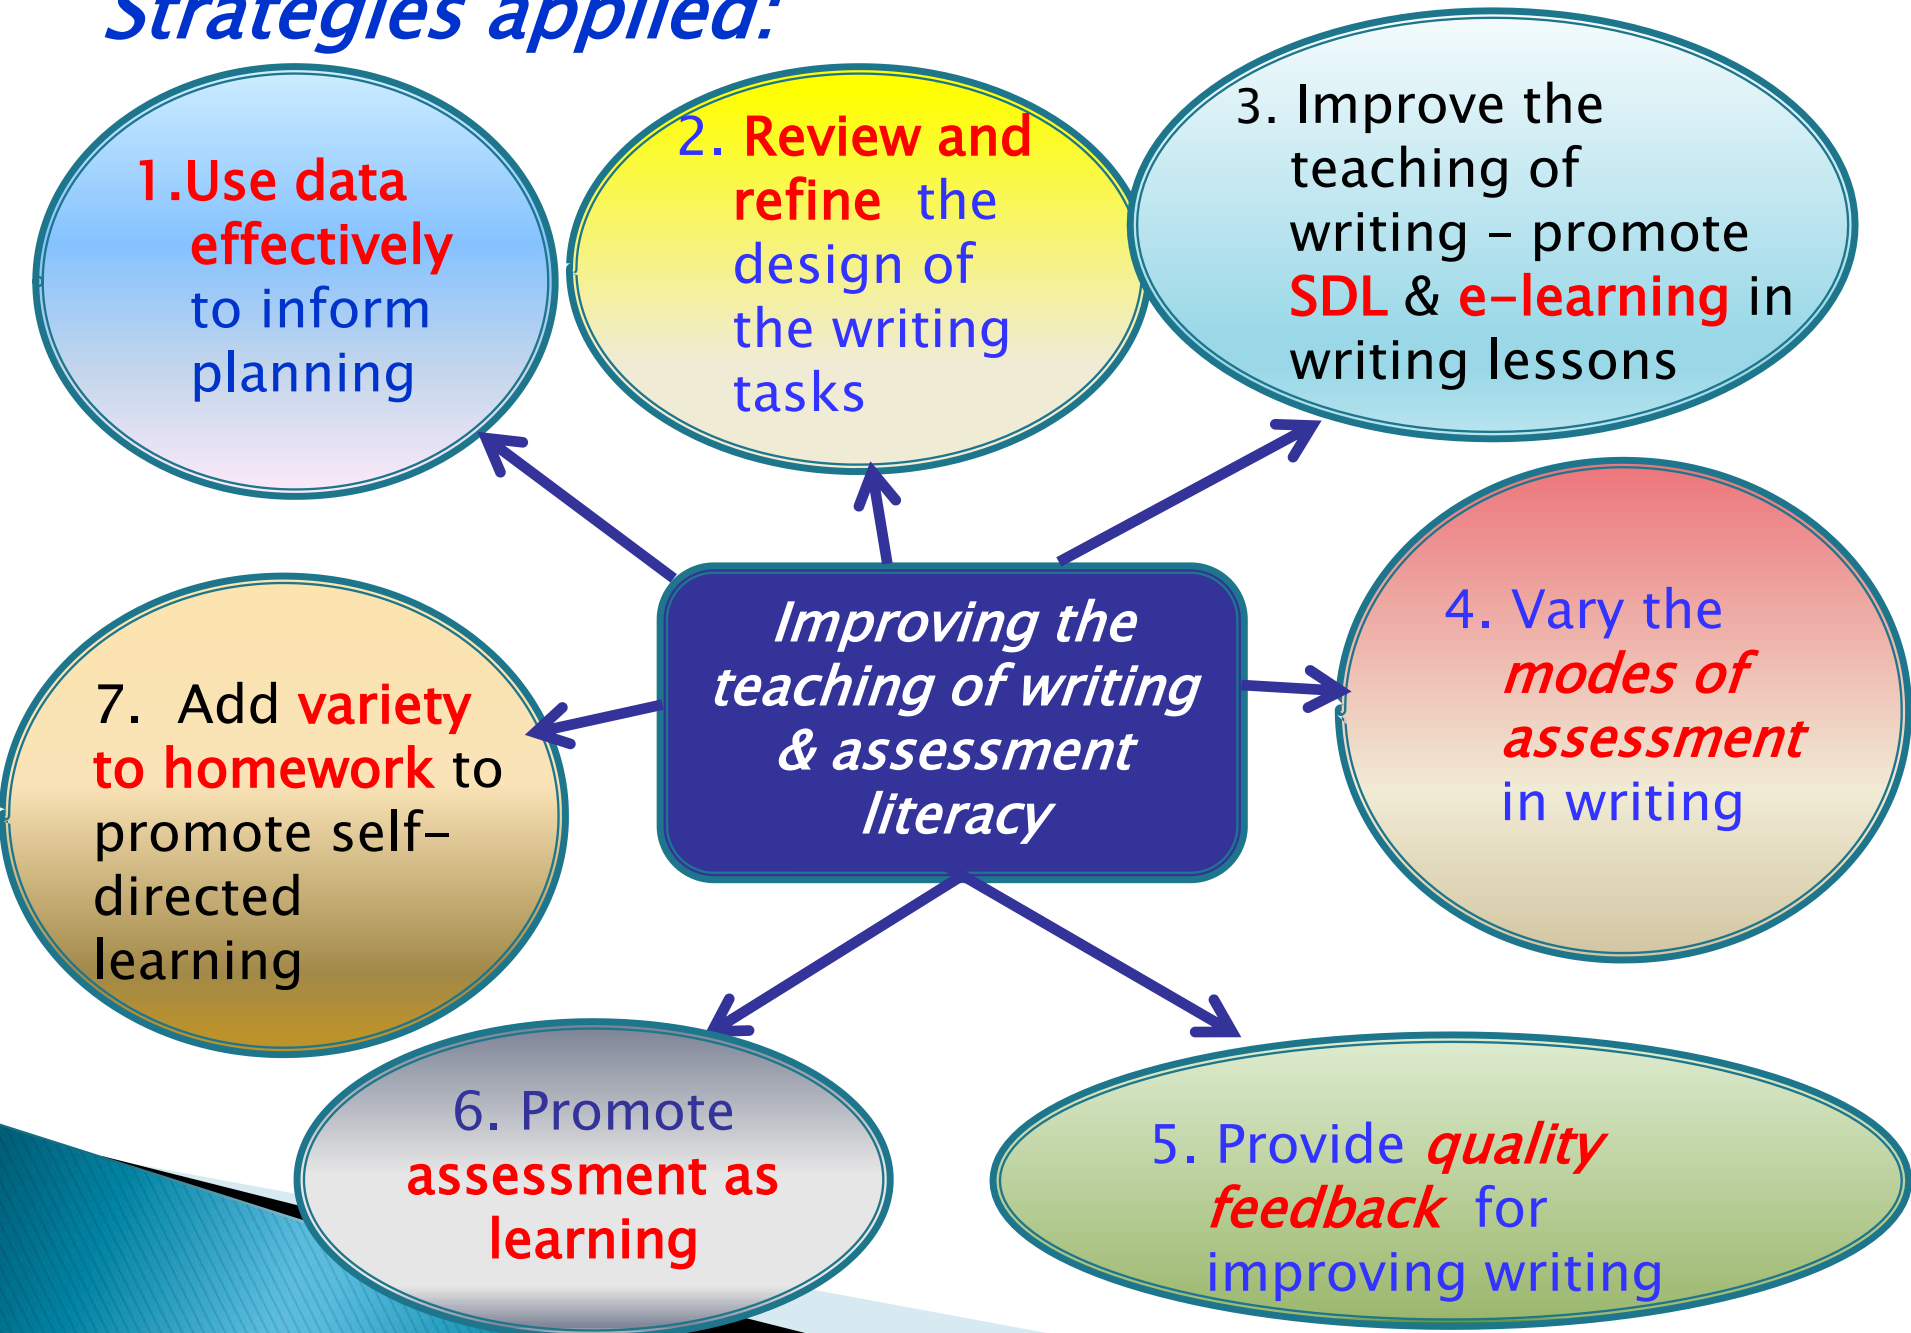 Strategies applied:
1.Use data
effectively
to inform
planning
2. Review and
refine the
design of
the writing
tasks
3. Improve the
teaching of
writing – promote
SDL & e-learning in
writing lessons
4. Vary the
modes of
assessment
in writing
Improving the
teaching of writing
& assessment
literacy
7. Add variety
to homework to
promote self-
directed
learning
6. Promote
assessment as
learning
5. Provide quality
feedback for
improving writing